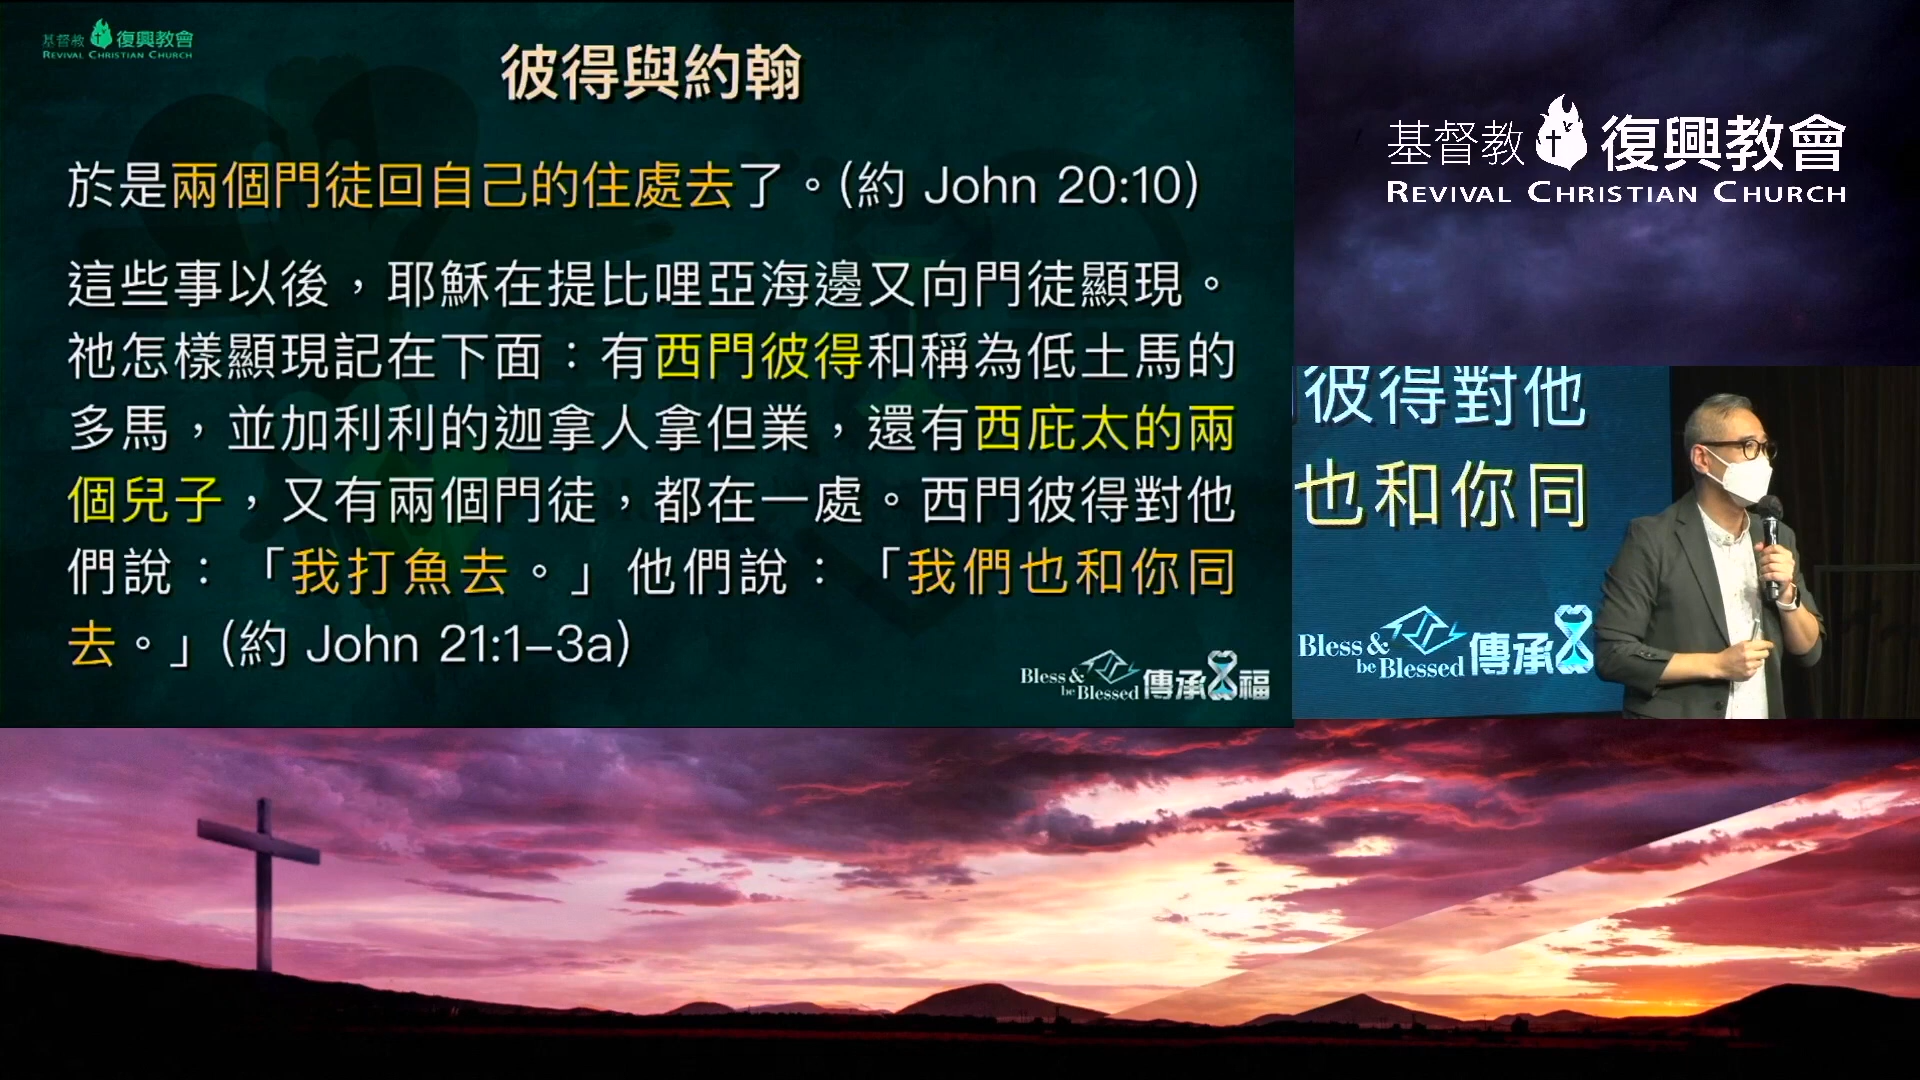 基督教 復興教會
REVIVAL CHRISTIAN CHURCH
彼得與約翰
於是兩個門徒回自己的住處去了。(約 John 20:10)
這些事以後，耶穌在提比哩亞海邊又向門徒顯現。
祂怎樣顯現記在下面：有西門彼得和稱為低土馬的
多馬，並加利利的迦拿人拿但業，還有西庇太的兩
個兒子，又有兩個門徒，都在一處。西門彼得對他
們說：「我打魚去。」他們說：「我們也和你同
去。」(約 John 21:1–3a)
Bless & be Blessed 傳承 福
基督教 復興教會
REVIVAL CHRISTIAN CHURCH
彼得對他
也和你同
Bless & be Blessed 傳承